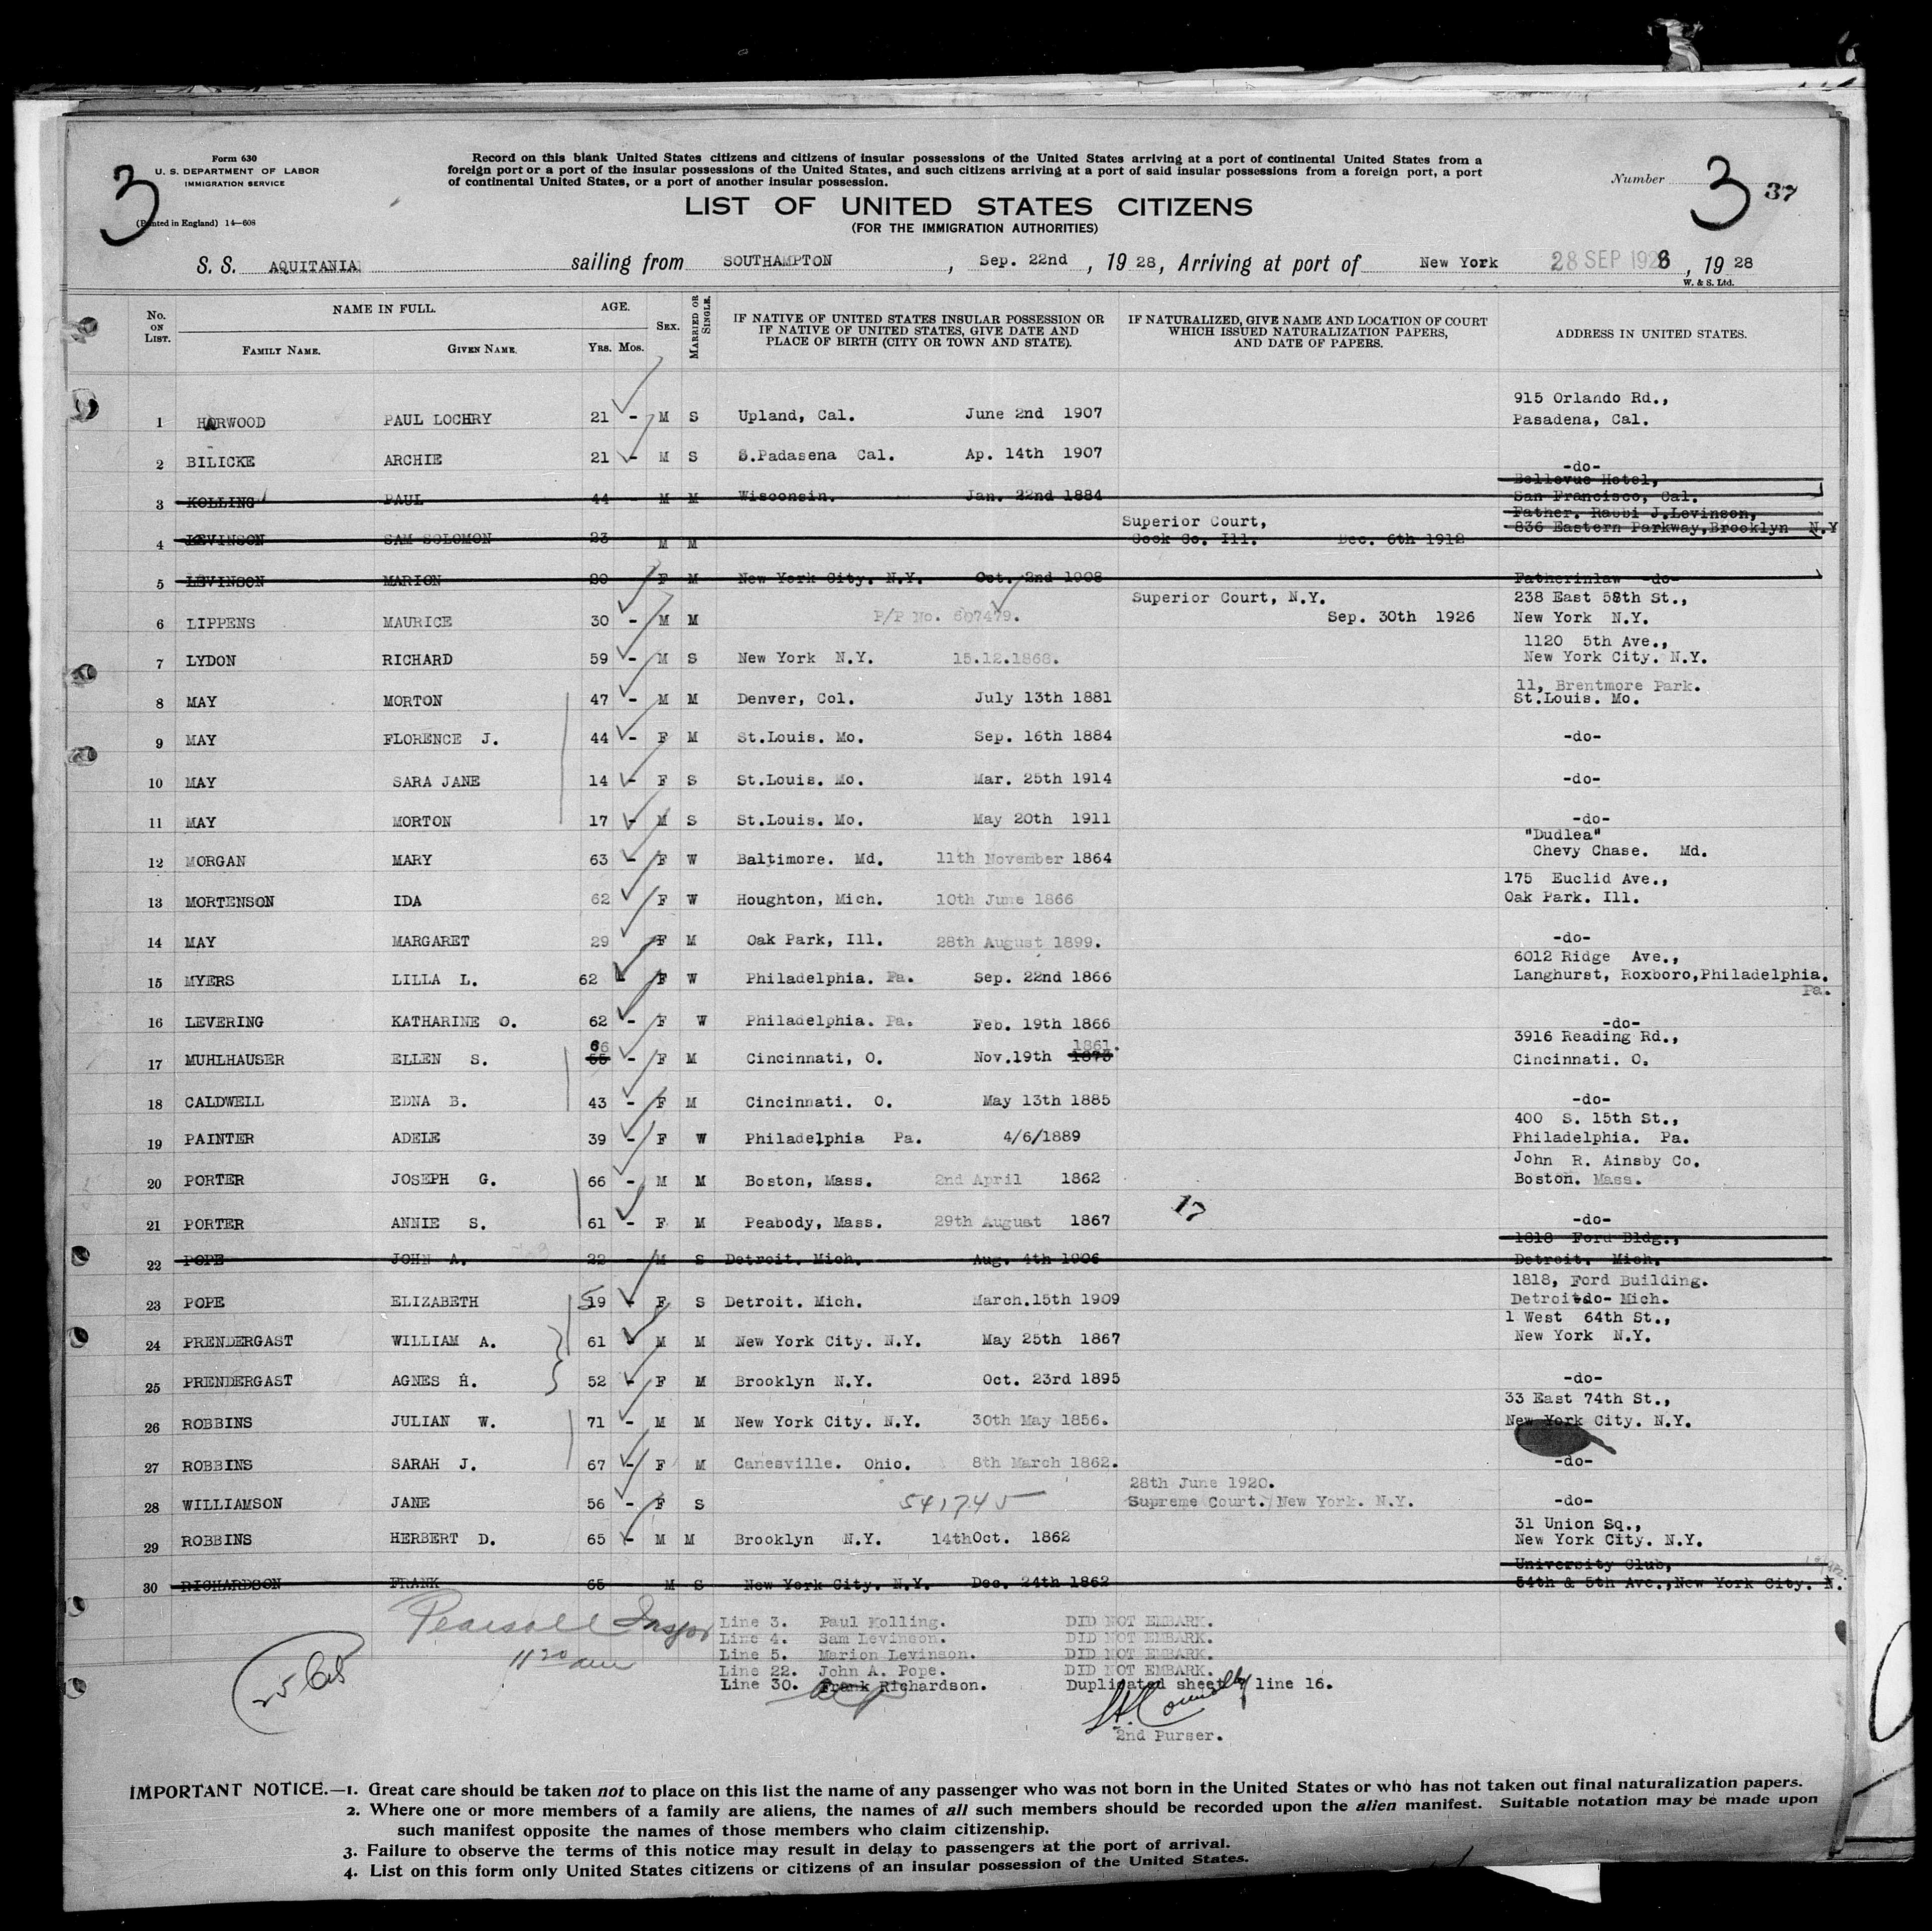 Form 630
U. S. DEPARTMENT OF LABOR
IMMIGRATION SERVICE
(Printed in England) 14—608
3
Record on this blank United States citizens and citizens of insular possessions of the United States arriving at a port of continental United States from a
foreign port or a port of the insular possessions of the United States, and such citizens arriving at a port of said insular possessions from a foreign port, a port
of continental United States, or a port of another insular possession.
Number 3 37
LIST OF UNITED STATES CITIZENS
(FOR THE IMMIGRATION AUTHORITIES)
S. S. AQUITANIA sailing from SOUTHAMPTON, Sep. 22nd, 1928, Arriving at port of New York 28 SEP 1928, 1928
W. & S. Ltd.
No. ON LIST. NAME IN FULL. FAMILY NAME. GIVEN NAME. AGE. YRS. MOS. SEX. MARRIED OR SINGLE. IF NATIVE OF UNITED STATES INSULAR POSSESSION OR IF NATIVE OF UNITED STATES, GIVE DATE AND PLACE OF BIRTH (CITY OR TOWN AND STATE). IF NATURALIZED, GIVE NAME AND LOCATION OF COURT WHICH ISSUED NATURALIZATION PAPERS, AND DATE OF PAPERS. ADDRESS IN UNITED STATES.
915 Orlando Rd.,
1 HARWOOD PAUL LOCHRY 21 - M S Upland, Cal. June 2nd 1907 Pasadena, Cal.
2 BILICKE ARCHIE 21 - M S S.Padasena Cal. Ap. 14th 1907 -do-
Bellevue Hotel,
3 KOLLING PAUL 44 - M M Wisconsin. Jan. 22nd 1884 San Francisco, Cal.
Superior Court, Father. Rabbi J.Levinson,
836 Eastern Parkway,Brooklyn N.Y
4 LEVINSON SAM SOLOMON 23 M M Cook Co. Ill. Dec. 6th 1912
5 LEVINSON MARION 20 F M New York City. N.Y. Oct. 2nd 1908 Fatherinlaw -do-
Superior Court, N.Y. 238 East 58th St.,
6 LIPPENS MAURICE 30 - M M P/P No. 607479. Sep. 30th 1926 New York N.Y.
1120 5th Ave.,
7 LYDON RICHARD 59 - M S New York N.Y. 15.12.1868. New York City. N.Y.
11, Brentmore Park.
8 MAY MORTON 47 - M M Denver, Col. July 13th 1881 St.Louis. Mo.
9 MAY FLORENCE J. 44 - F M St.Louis. Mo. Sep. 16th 1884 -do-
10 MAY SARA JANE 14 - F S St.Louis. Mo. Mar. 25th 1914 -do-
11 MAY MORTON 17 - M S St.Louis. Mo. May 20th 1911 -do-
"Dudlea"
12 MORGAN MARY 63 - F W Baltimore. Md. 11th November 1864 Chevy Chase. Md.
175 Euclid Ave.,
13 MORTENSON IDA 62 F W Houghton, Mich. 10th June 1866 Oak Park. Ill.
14 MAY MARGARET 29 F M Oak Park, Ill. 28th August 1899. -do-
6012 Ridge Ave.,
15 MYERS LILLA L. 62 F W Philadelphia. Pa. Sep. 22nd 1866 Langhurst, Roxboro,Philadelphia.
Pa.
16 LEVERING KATHARINE O. 62 - F W Philadelphia. Pa. Feb. 19th 1866 -do-
66 1861. 3916 Reading Rd.,
17 MUHLHAUSER ELLEN S. 55 - F M Cincinnati, O. Nov.19th 1873 Cincinnati. O.
18 CALDWELL EDNA B. 43 - F M Cincinnati. O. May 13th 1885 -do-
400 S. 15th St.,
19 PAINTER ADELE 39 - F W Philadelphia Pa. 4/6/1889 Philadelphia. Pa.
John R. Ainsby Co.
20 PORTER JOSEPH G. 66 - M M Boston, Mass. 2nd April 1862 Boston. Mass.
17
21 PORTER ANNIE S. 61 - F M Peabody, Mass. 29th August 1867 -do-
1818 Ford Bldg.,
22 POPE JOHN A. 22 - M S Detroit. Mich. Aug. 4th 1906 Detroit. Mich.
1818, Ford Building.
23 POPE ELIZABETH 19 - F S Detroit. Mich. March.15th 1909 Detroit-do- Mich.
1 West 64th St.,
24 PRENDERGAST WILLIAM A. 61 - M M New York City. N.Y. May 25th 1867 New York N.Y.
25 PRENDERGAST AGNES H. 52 - F M Brooklyn N.Y. Oct. 23rd 1895 -do-
33 East 74th St.,
26 ROBBINS JULIAN W. 71 - M M New York City. N.Y. 30th May 1856. New York City. N.Y.
27 ROBBINS SARAH J. 67 - F M Canesville. Ohio. 8th March 1862. -do-
28th June 1920.
28 WILLIAMSON JANE 56 - F S 541745 Supreme Court. New York. N.Y. -do-
31 Union Sq.,
29 ROBBINS HERBERT D. 65 - M M Brooklyn N.Y. 14thOct. 1862 New York City. N.Y.
University Club,
30 RICHARDSON FRANK 65 M S New York City. N.Y. Dec. 24th 1862 54th & 5th Ave.,New York City. N.
Pearsall Inspor
11 20 am
Line 3. Paul Kolling. DID NOT EMBARK.
Line 4. Sam Levinson. DID NOT EMBARK.
Line 5. Marion Levinson. DID NOT EMBARK.
Line 22. John A. Pope. DID NOT EMBARK.
Line 30. Frank Richardson. Duplicated sheet line 16.
2nd Purser.
IMPORTANT NOTICE.—1. Great care should be taken not to place on this list the name of any passenger who was not born in the United States or who has not taken out final naturalization papers.
2. Where one or more members of a family are aliens, the names of all such members should be recorded upon the alien manifest. Suitable notation may be made upon
such manifest opposite the names of those members who claim citizenship.
3. Failure to observe the terms of this notice may result in delay to passengers at the port of arrival.
4. List on this form only United States citizens or citizens of an insular possession of the United States.